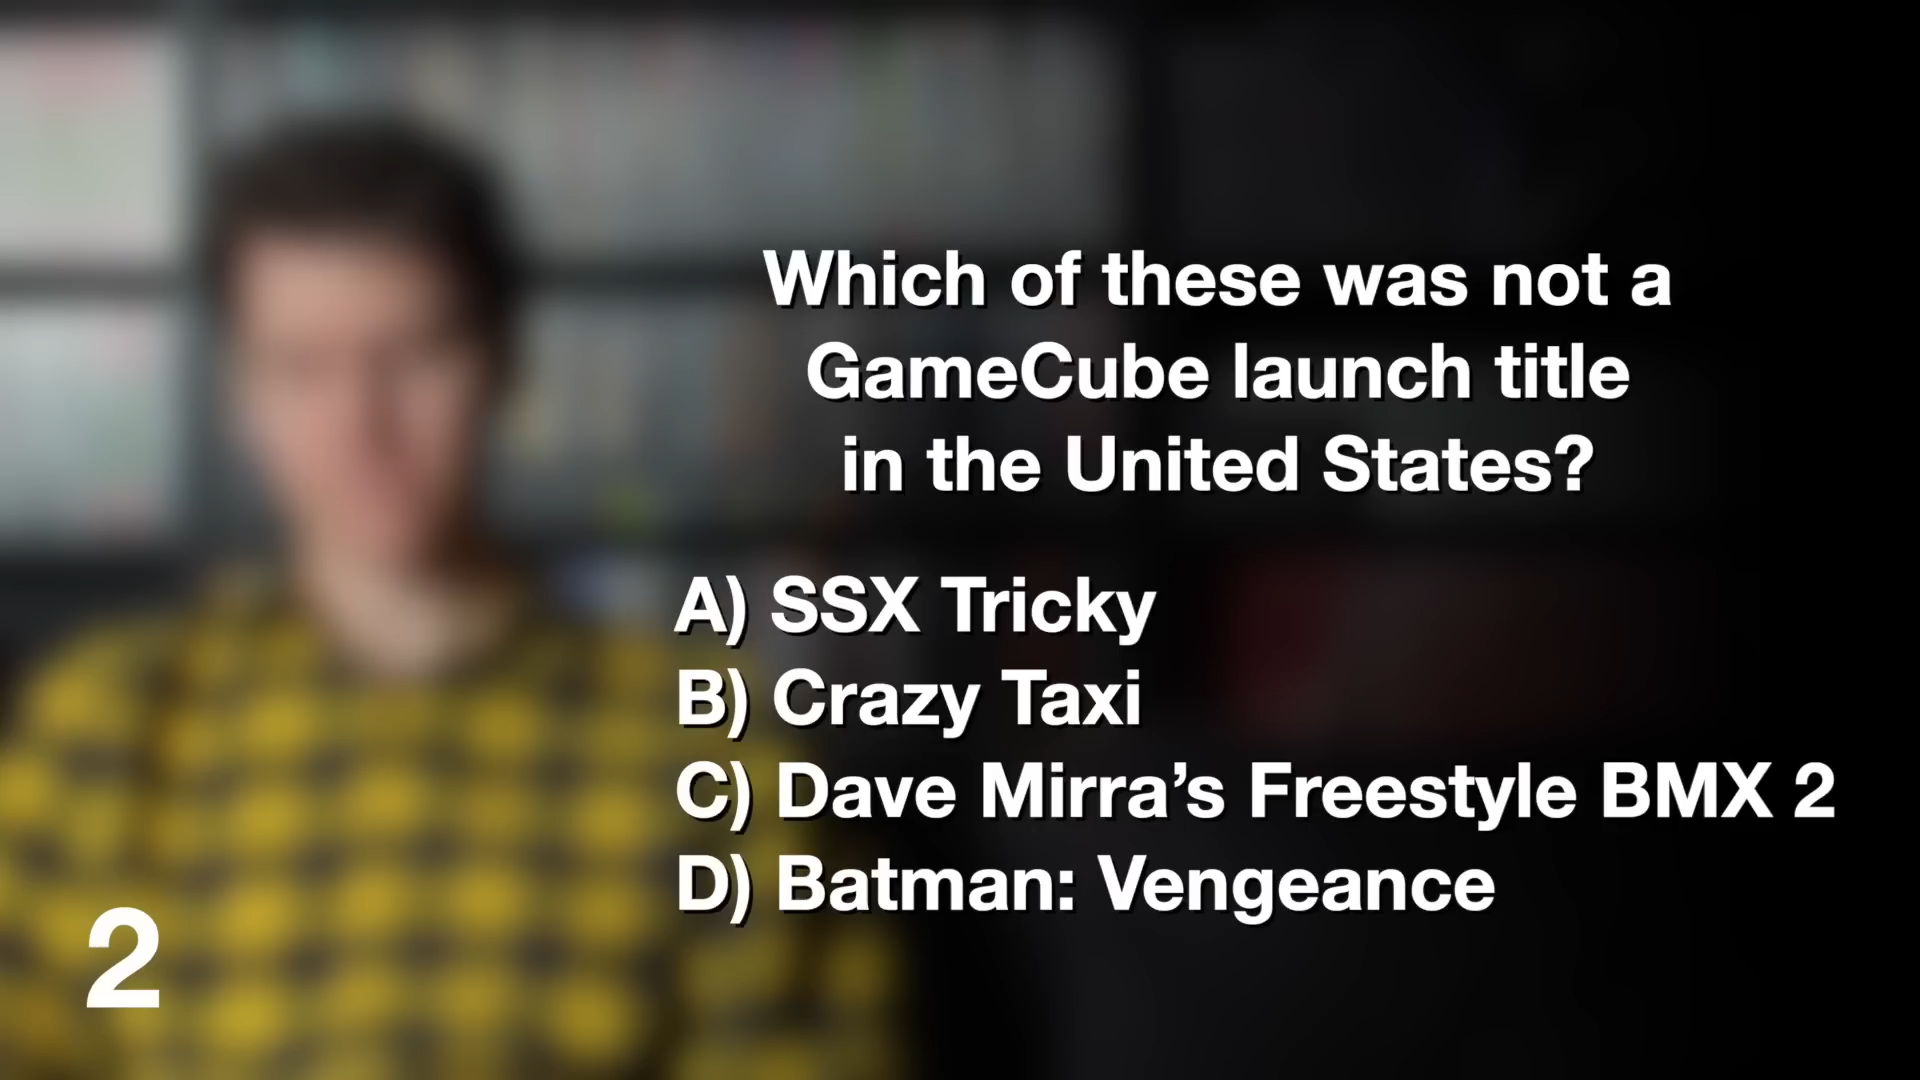 Which of these was not a
GameCube launch title
in the United States?
A) SSX Tricky
B) Crazy Taxi
C) Dave Mirra’s Freestyle BMX 2
D) Batman: Vengeance
2